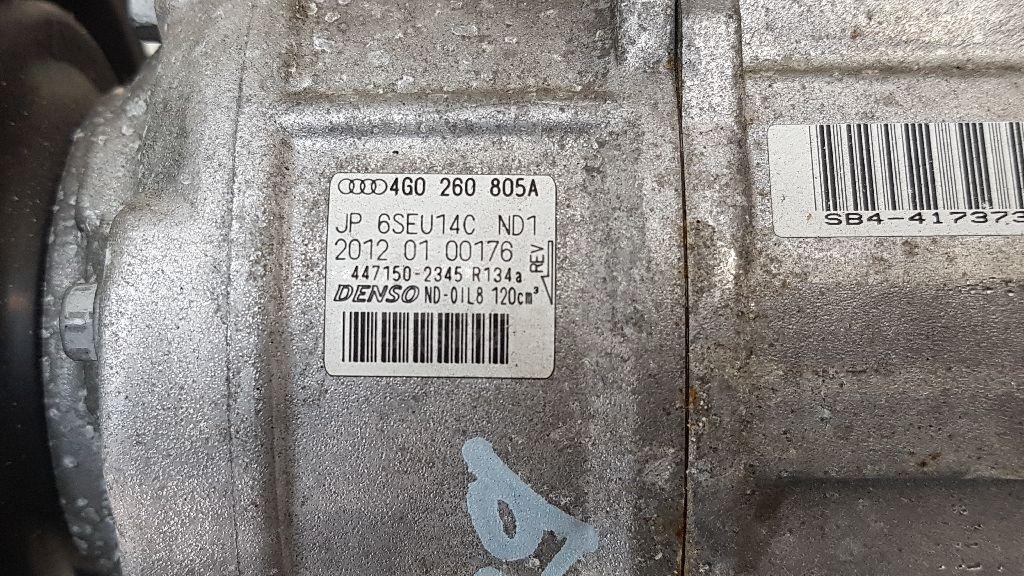 4G0 260 805A
JP 6SEU14C ND1
2012 01 00176
REV
447150-2345 R134a
DENSO ND-OIL8 120cm³
SB4-417373